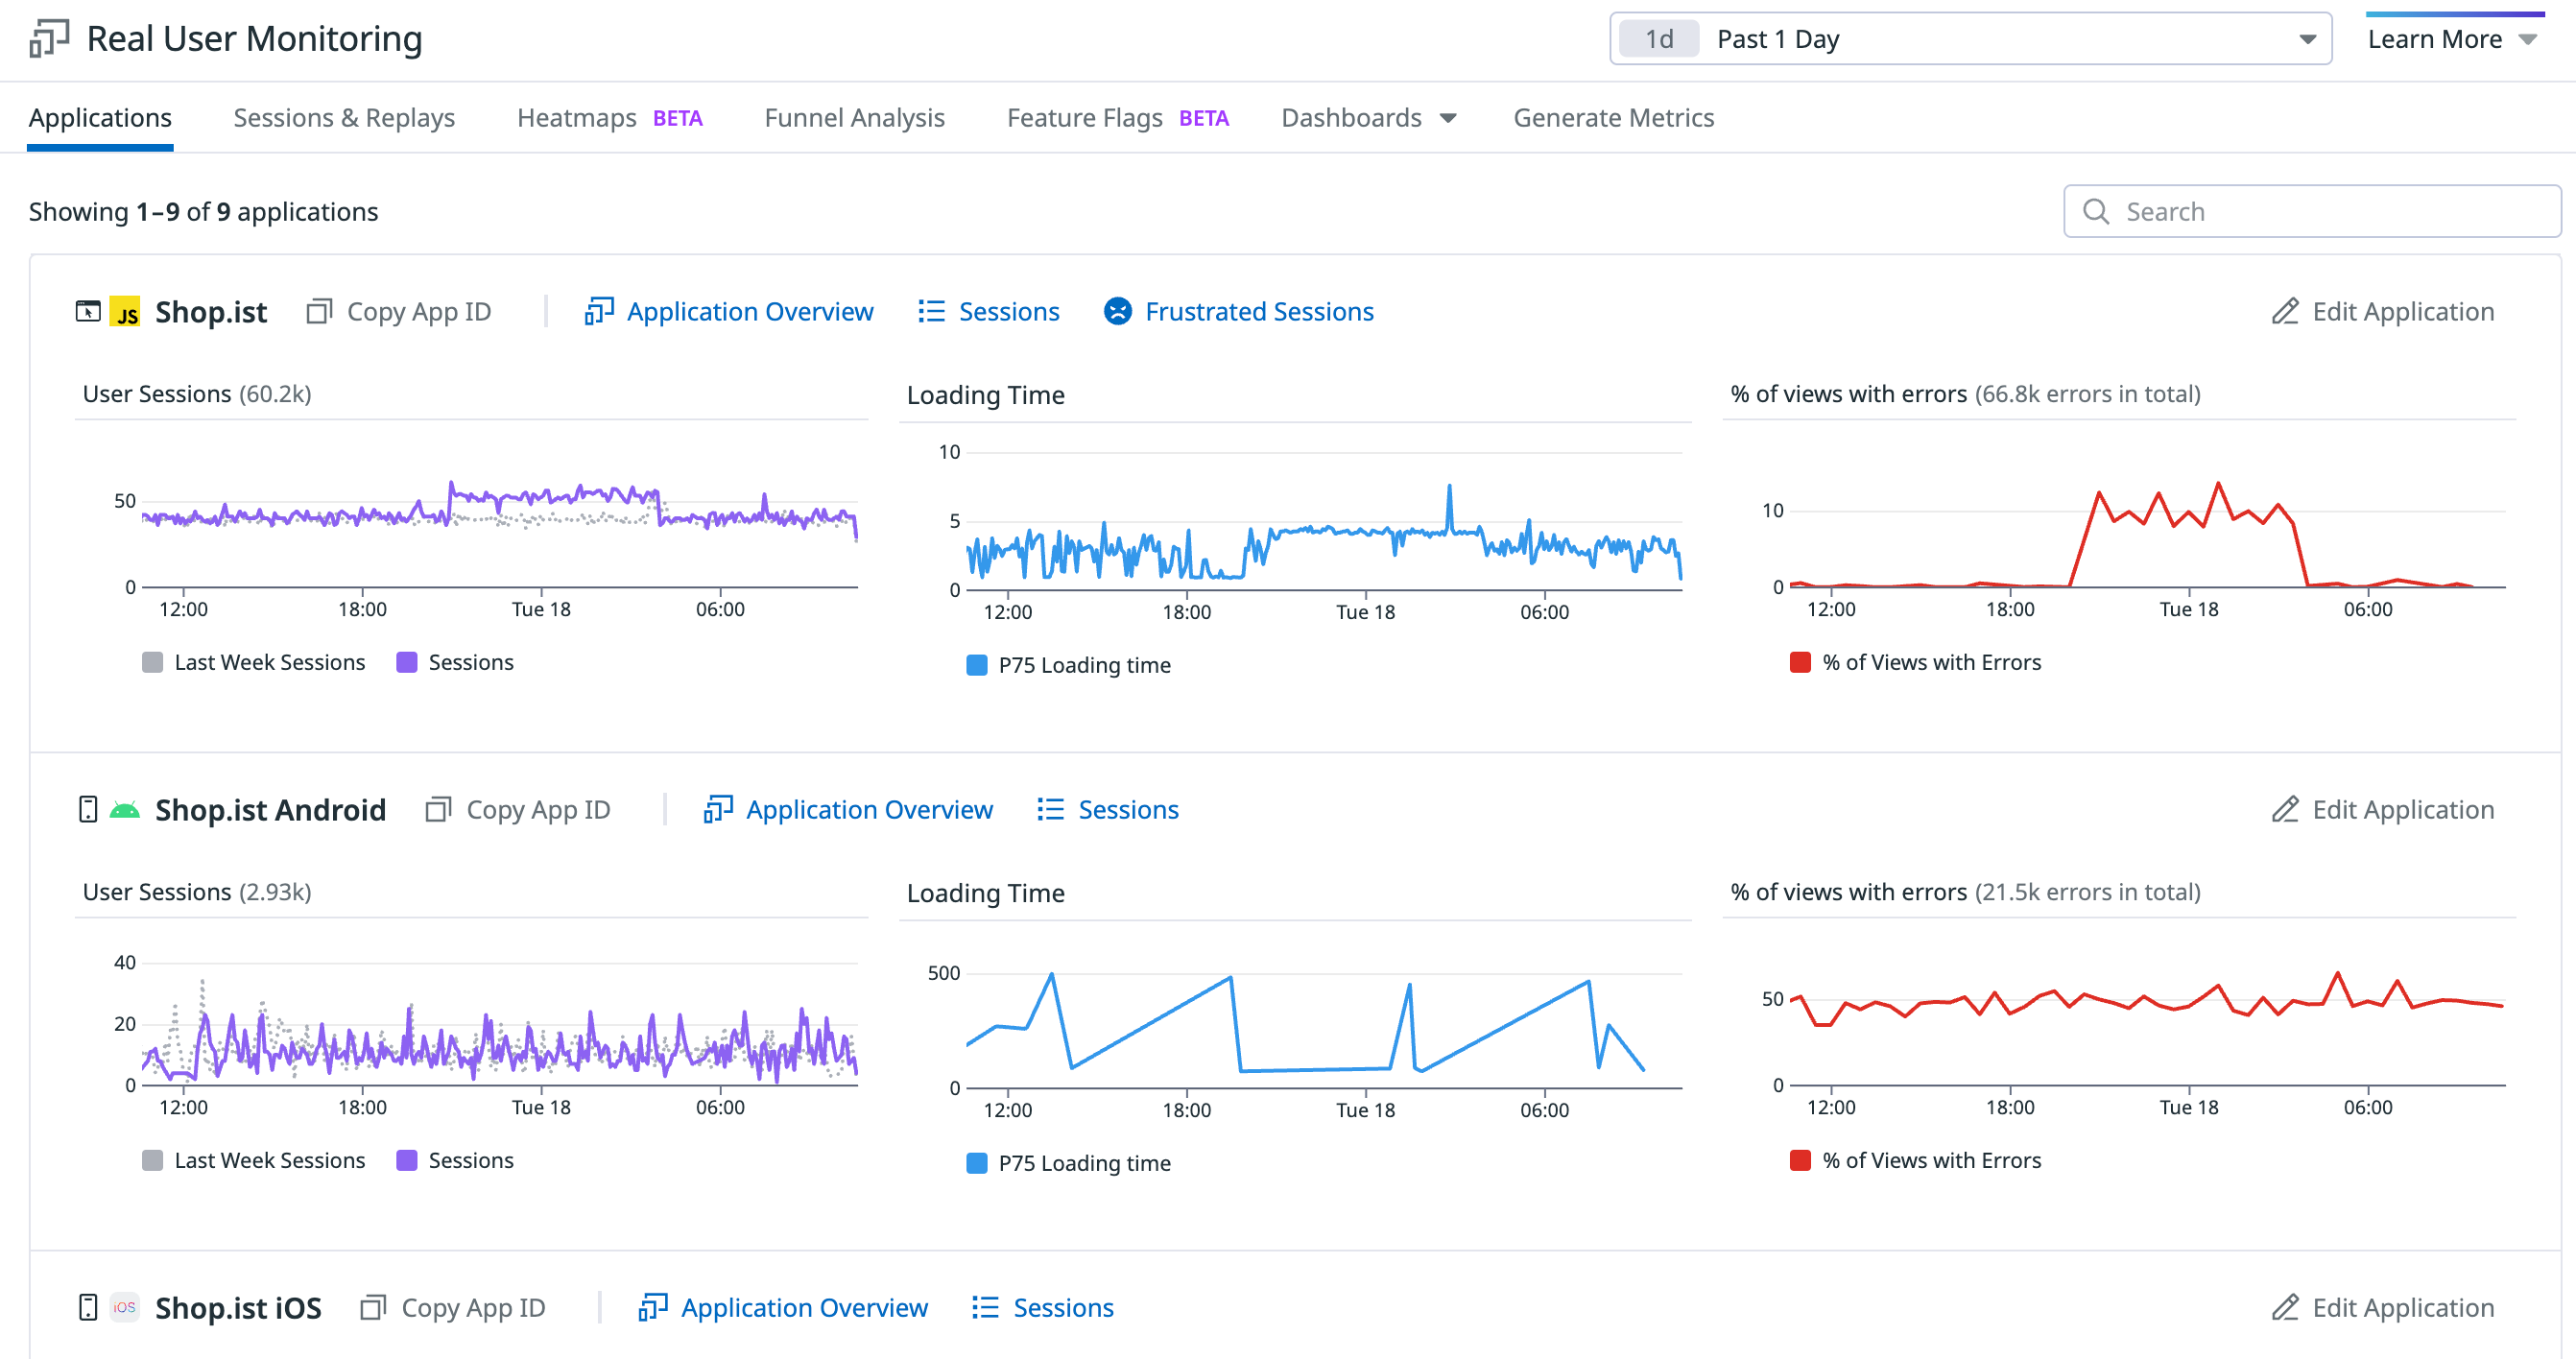 Real User Monitoring
1d Past 1 Day
Learn More
Applications Sessions & Replays Heatmaps BETA Funnel Analysis Feature Flags BETA Dashboards Generate Metrics
Showing 1–9 of 9 applications
Search
JS Shop.ist Copy App ID Application Overview Sessions Frustrated Sessions Edit Application
User Sessions (60.2k)
50
0
12:00 18:00 Tue 18 06:00
Last Week Sessions Sessions
Loading Time
10
5
0
12:00 18:00 Tue 18 06:00
P75 Loading time
% of views with errors (66.8k errors in total)
10
0
12:00 18:00 Tue 18 06:00
% of Views with Errors
Shop.ist Android Copy App ID Application Overview Sessions Edit Application
User Sessions (2.93k)
40
20
0
12:00 18:00 Tue 18 06:00
Last Week Sessions Sessions
Loading Time
500
0
12:00 18:00 Tue 18 06:00
P75 Loading time
% of views with errors (21.5k errors in total)
50
0
12:00 18:00 Tue 18 06:00
% of Views with Errors
iOS Shop.ist iOS Copy App ID Application Overview Sessions Edit Application